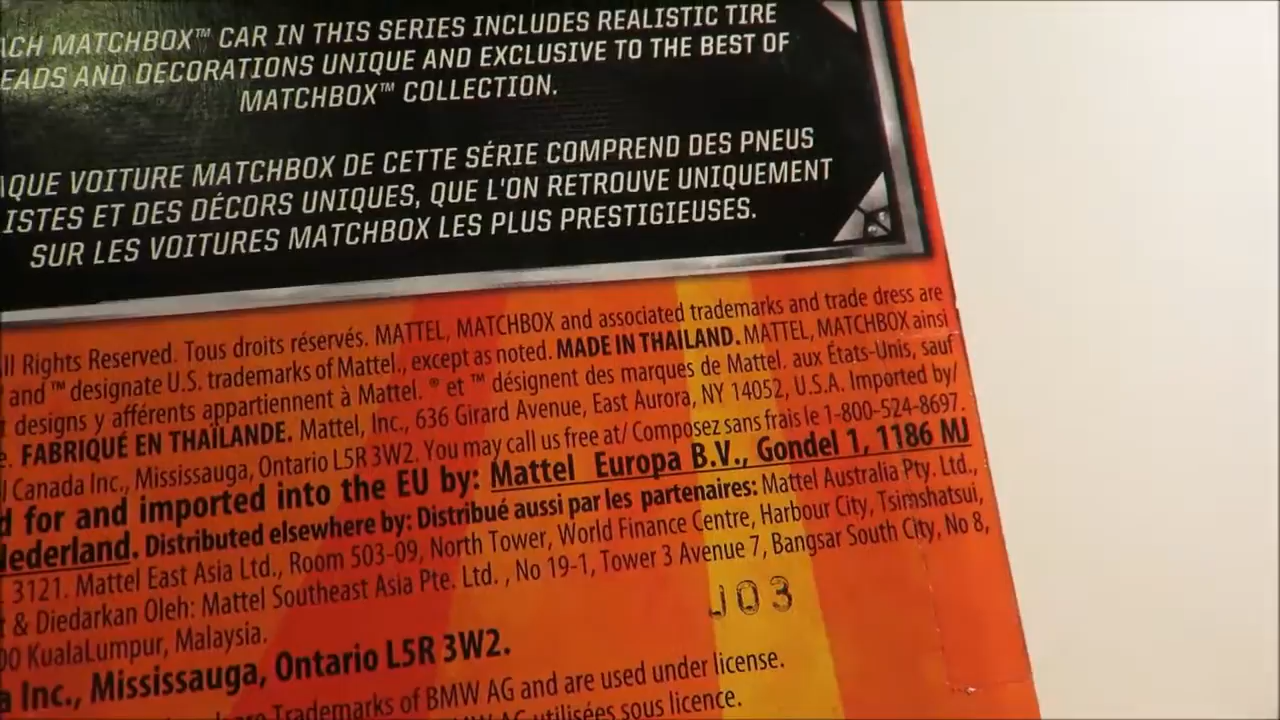 ACH MATCHBOX™ CAR IN THIS SERIES INCLUDES REALISTIC TIRE
EADS AND DECORATIONS UNIQUE AND EXCLUSIVE TO THE BEST OF
MATCHBOX™ COLLECTION.
QUE VOITURE MATCHBOX DE CETTE SÉRIE COMPREND DES PNEUS
ISTES ET DES DÉCORS UNIQUES, QUE L'ON RETROUVE UNIQUEMENT
SUR LES VOITURES MATCHBOX LES PLUS PRESTIGIEUSES.
ll Rights Reserved. Tous droits réservés. MATTEL, MATCHBOX and associated trademarks and trade dress are
and ™ designate U.S. trademarks of Mattel., except as noted. MADE IN THAILAND. MATTEL, MATCHBOX ainsi
designs y afférents appartiennent à Mattel. ® et ™ désignent des marques de Mattel. aux États-Unis, sauf
. FABRIQUÉ EN THAÏLANDE. Mattel, Inc., 636 Girard Avenue, East Aurora, NY 14052, U.S.A. Imported by/
l Canada Inc., Mississauga, Ontario L5R 3W2. You may call us free at/ Composez sans frais le 1-800-524-8697.
d for and imported into the EU by: Mattel Europa B.V., Gondel 1, 1186 MJ
Nederland. Distributed elsewhere by: Distribué aussi par les partenaires: Mattel Australia Pty. Ltd.,
3121. Mattel East Asia Ltd., Room 503-09, North Tower, World Finance Centre, Harbour City, Tsimshatsui,
t & Diedarkan Oleh: Mattel Southeast Asia Pte. Ltd. , No 19-1, Tower 3 Avenue 7, Bangsar South City, No 8,
00 KualaLumpur, Malaysia.
J03
a Inc., Mississauga, Ontario L5R 3W2.
are Trademarks of BMW AG and are used under license.
BMW AG utilisées sous licence.